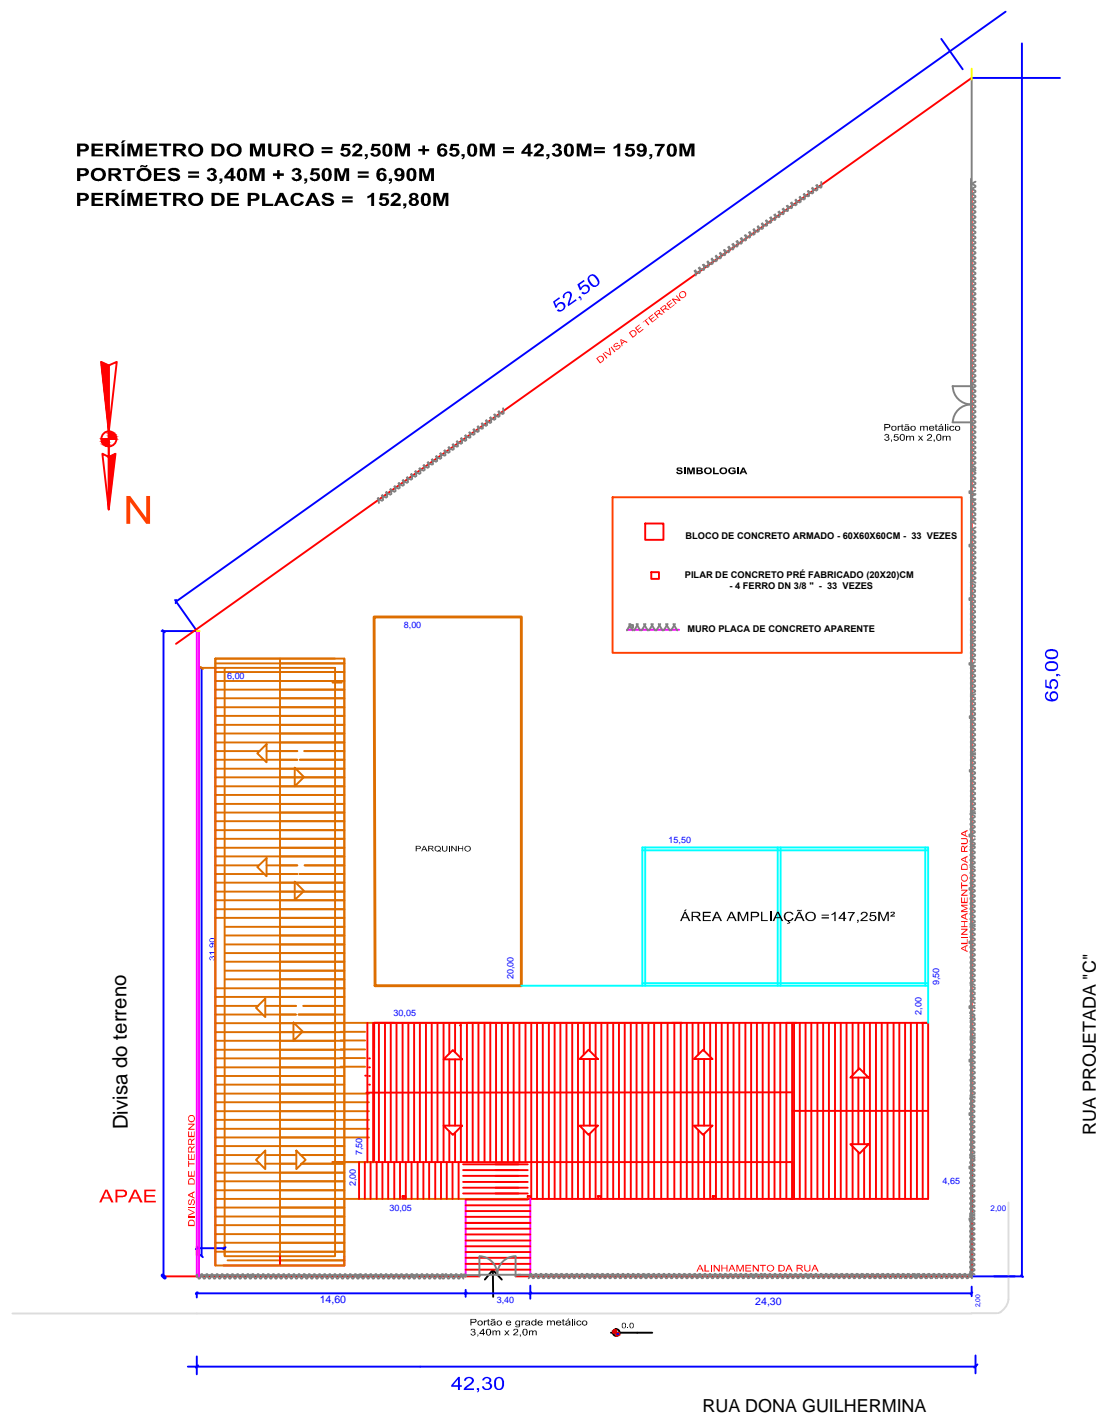 PERÍMETRO DO MURO = 52,50M + 65,0M = 42,30M= 159,70M
PORTÕES = 3,40M + 3,50M = 6,90M
PERÍMETRO DE PLACAS = 152,80M
52,50
DIVISA DE TERRENO
N
Portão metálico
3,50m x 2,0m
SIMBOLOGIA
BLOCO DE CONCRETO ARMADO - 60X60X60CM - 33 VEZES
PILAR DE CONCRETO PRÉ FABRICADO (20X20)CM
- 4 FERRO DN 3/8 " - 33 VEZES
MURO PLACA DE CONCRETO APARENTE
8,00
6,00
65,00
PARQUINHO
15,50
ALINHAMENTO DA RUA
ÁREA AMPLIAÇÃO =147,25M²
31,90
20,00
9,50
2,00
30,05
Divisa do terreno
RUA PROJETADA "C"
7,50
2,00
DIVISA DE TERRENO
APAE
30,05
4,65
2,00
ALINHAMENTO DA RUA
14,60
3,40
24,30
2,00
Portão e grade metálico
3,40m x 2,0m
0.0
42,30
RUA DONA GUILHERMINA